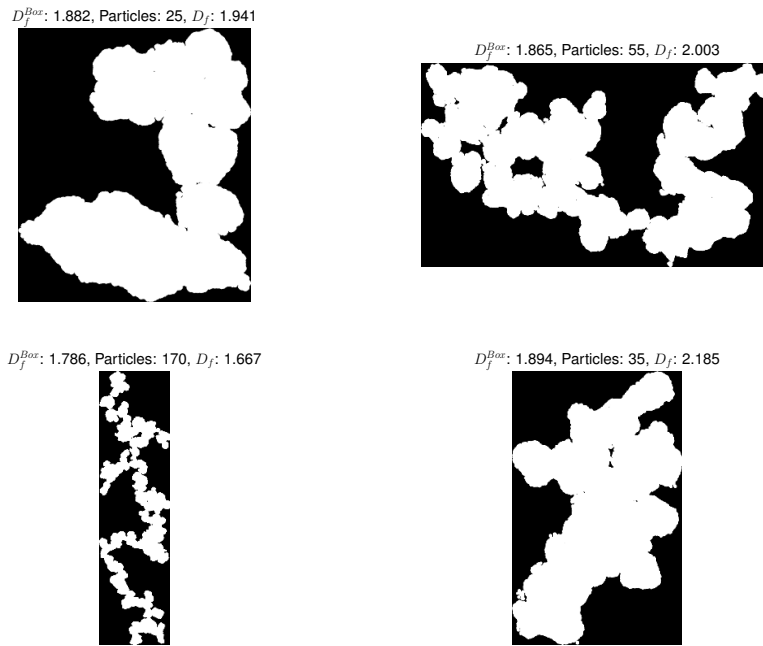 $D_f^{Box}$: 1.882, Particles: 25, $D_f$: 1.941
$D_f^{Box}$: 1.865, Particles: 55, $D_f$: 2.003
$D_f^{Box}$: 1.786, Particles: 170, $D_f$: 1.667
$D_f^{Box}$: 1.894, Particles: 35, $D_f$: 2.185